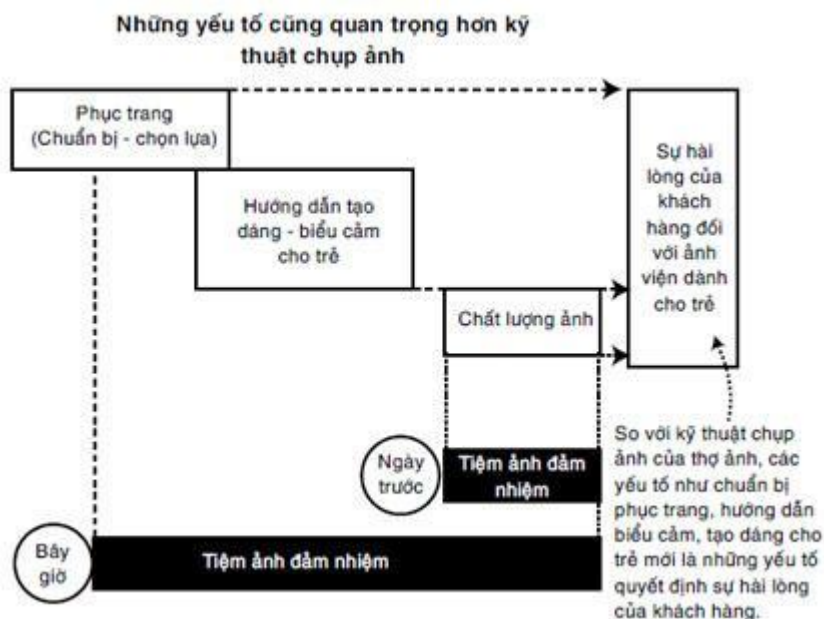 Những yếu tố cũng quan trọng hơn kỹ
thuật chụp ảnh
Phục trang
(Chuẩn bị - chọn lựa)
Hướng dẫn tạo
dáng - biểu cảm
cho trẻ
Chất lượng ảnh
Sự hài
lòng của
khách
hàng đối
với ảnh
viện dành
cho trẻ
Ngày
trước
Tiệm ảnh đảm
nhiệm
Bây
giờ
Tiệm ảnh đảm nhiệm
So với kỹ thuật chụp
ảnh của thợ ảnh, các
yếu tố như chuẩn bị
phục trang, hướng dẫn
biểu cảm, tạo dáng cho
trẻ mới là những yếu tố
quyết định sự hài lòng
của khách hàng.